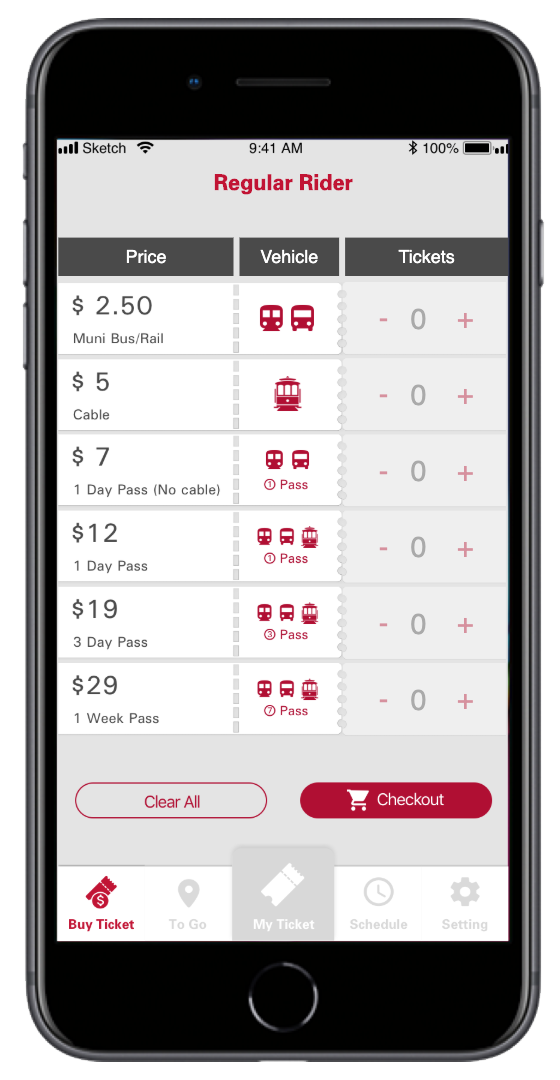 Sketch 9:41 AM 100%
Regular Rider
Price Vehicle Tickets
$ 2.50
Muni Bus/Rail
- 0 +
$ 5
Cable
- 0 +
$ 7
1 Day Pass (No cable)
1 Pass
- 0 +
$12
1 Day Pass
1 Pass
- 0 +
$19
3 Day Pass
3 Pass
- 0 +
$29
1 Week Pass
7 Pass
- 0 +
Clear All Checkout
$
Buy Ticket To Go My Ticket Schedule Setting